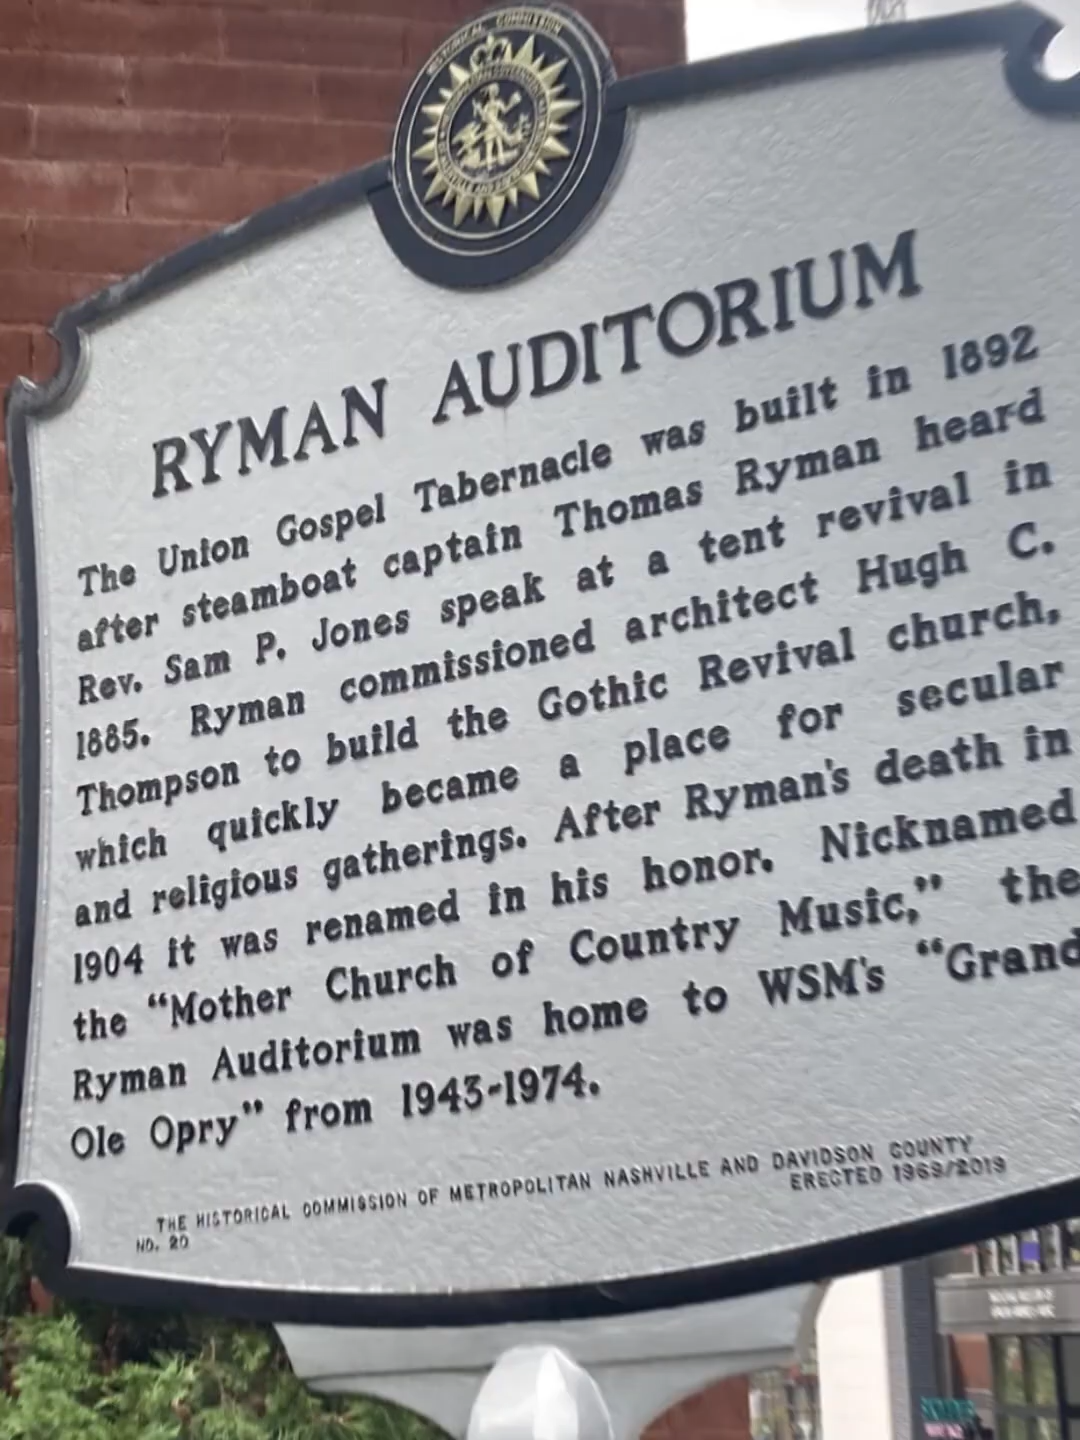 HISTORICAL COMMISSION
RYMAN AUDITORIUM
The Union Gospel Tabernacle was built in 1892
after steamboat captain Thomas Ryman heard
Rev. Sam P. Jones speak at a tent revival in
1885. Ryman commissioned architect Hugh C.
Thompson to build the Gothic Revival church,
which quickly became a place for secular
and religious gatherings. After Ryman's death in
1904 it was renamed in his honor. Nicknamed
the “Mother Church of Country Music,” the
Ryman Auditorium was home to WSM's “Grand
Ole Opry” from 1943-1974.
THE HISTORICAL COMMISSION OF METROPOLITAN NASHVILLE AND DAVIDSON COUNTY
NO. 20 ERECTED 1969/2019